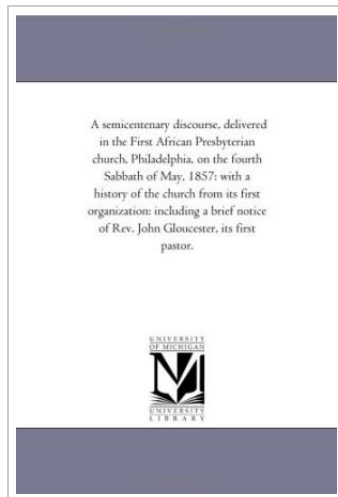 A semicentenary discourse, delivered
in the First African Presbyterian
church, Philadelphia, on the fourth
Sabbath of May, 1857: with a
history of the church from its first
organization: including a brief notice
of Rev. John Gloucester, its first
pastor.
UNIVERSITY
OF MICHIGAN
M
UNIVERSITY
LIBRARY